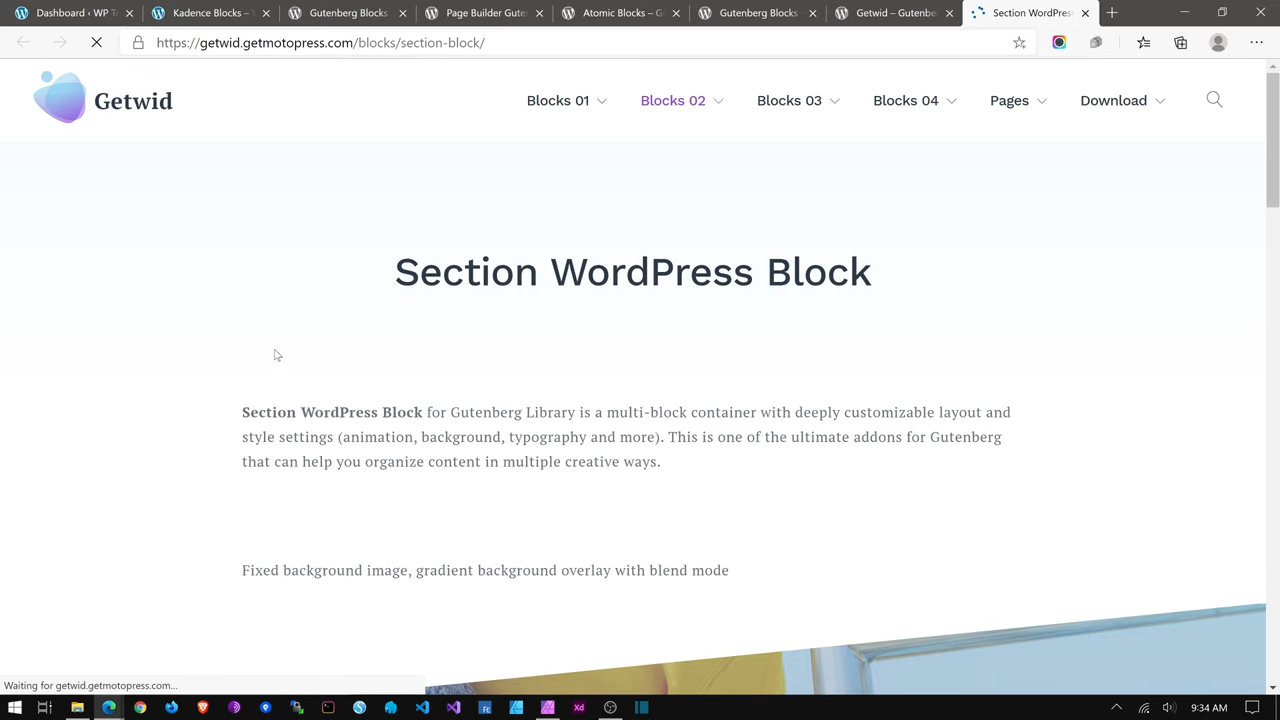 Dashboard ‹ WP T
Kadence Blocks –
Gutenberg Blocks
Page Builder Gute
Atomic Blocks – G
Gutenberg Blocks
Getwid – Gutenbe
Section WordPres
https://getwid.getmotopress.com/blocks/section-block/
Getwid
Blocks 01
Blocks 02
Blocks 03
Blocks 04
Pages
Download
Section WordPress Block
Section WordPress Block for Gutenberg Library is a multi-block container with deeply customizable layout and
style settings (animation, background, typography and more). This is one of the ultimate addons for Gutenberg
that can help you organize content in multiple creative ways.
Fixed background image, gradient background overlay with blend mode
Waiting for getwid.getmotopress.com...
Fe
Xd
9:34 AM